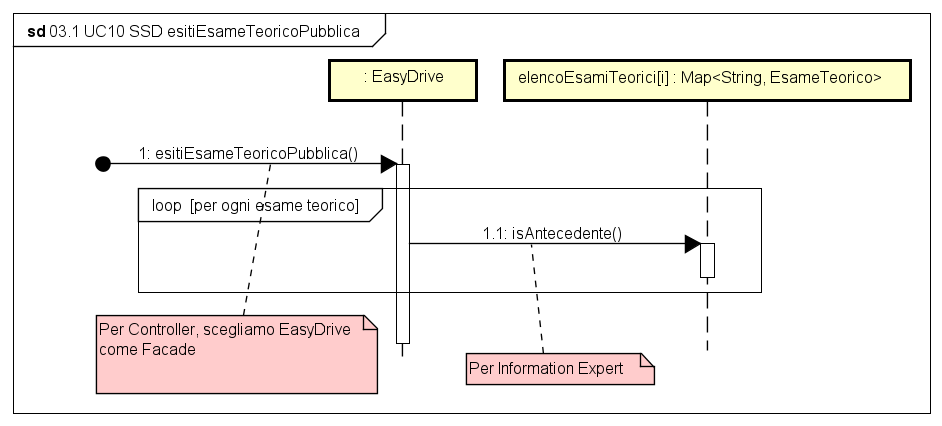 sd 03.1 UC10 SSD esitiEsameTeoricoPubblica
: EasyDrive
elencoEsamiTeorici[i] : Map<String, EsameTeorico>
1: esitiEsameTeoricoPubblica()
loop [per ogni esame teorico]
1.1: isAntecedente()
Per Controller, scegliamo EasyDrive
come Facade
Per Information Expert